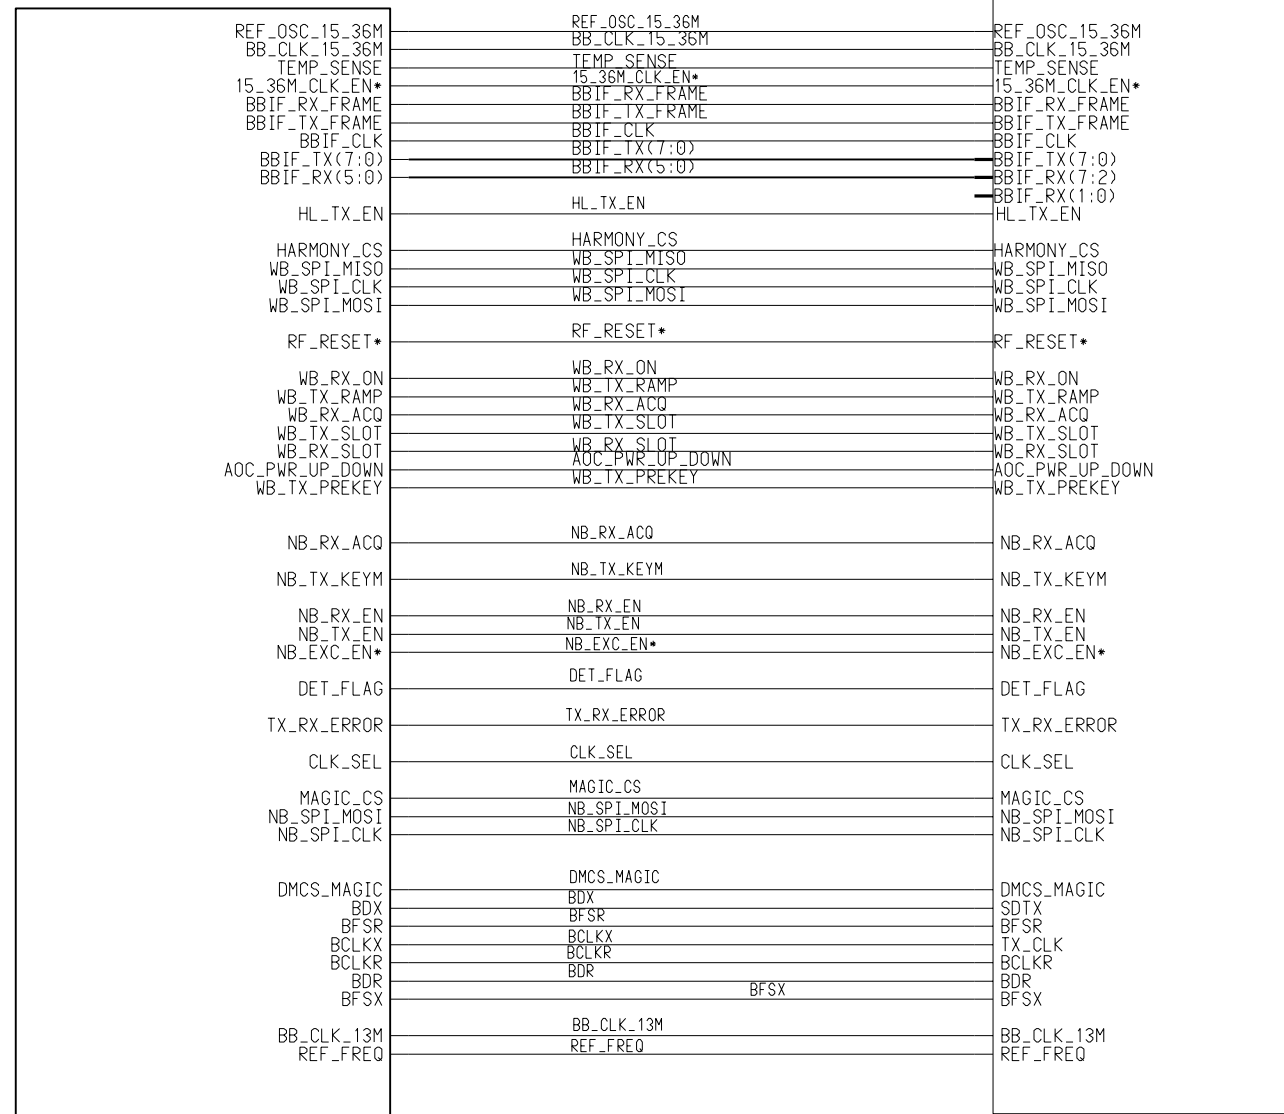 REF_OSC_15_36M REF_OSC_15_36M REF_OSC_15_36M
BB_CLK_15_36M BB_CLK_15_36M BB_CLK_15_36M
TEMP_SENSE TEMP_SENSE TEMP_SENSE
15_36M_CLK_EN* 15_36M_CLK_EN* 15_36M_CLK_EN*
BBIF_RX_FRAME BBIF_RX_FRAME BBIF_RX_FRAME
BBIF_TX_FRAME BBIF_TX_FRAME BBIF_TX_FRAME
BBIF_CLK BBIF_CLK BBIF_CLK
BBIF_TX(7:0) BBIF_TX(7:0) BBIF_TX(7:0)
BBIF_RX(5:0) BBIF_RX(5:0) BBIF_RX(7:2)
BBIF_RX(1:0)
HL_TX_EN HL_TX_EN HL_TX_EN
HARMONY_CS HARMONY_CS HARMONY_CS
WB_SPI_MISO WB_SPI_MISO WB_SPI_MISO
WB_SPI_CLK WB_SPI_CLK WB_SPI_CLK
WB_SPI_MOSI WB_SPI_MOSI WB_SPI_MOSI
RF_RESET* RF_RESET* RF_RESET*
WB_RX_ON WB_RX_ON WB_RX_ON
WB_TX_RAMP WB_TX_RAMP WB_TX_RAMP
WB_RX_ACQ WB_RX_ACQ WB_RX_ACQ
WB_TX_SLOT WB_TX_SLOT WB_TX_SLOT
WB_RX_SLOT WB_RX_SLOT WB_RX_SLOT
AOC_PWR_UP_DOWN AOC_PWR_UP_DOWN AOC_PWR_UP_DOWN
WB_TX_PREKEY WB_TX_PREKEY WB_TX_PREKEY
NB_RX_ACQ NB_RX_ACQ NB_RX_ACQ
NB_TX_KEYM NB_TX_KEYM NB_TX_KEYM
NB_RX_EN NB_RX_EN NB_RX_EN
NB_TX_EN NB_TX_EN NB_TX_EN
NB_EXC_EN* NB_EXC_EN* NB_EXC_EN*
DET_FLAG DET_FLAG DET_FLAG
TX_RX_ERROR TX_RX_ERROR TX_RX_ERROR
CLK_SEL CLK_SEL CLK_SEL
MAGIC_CS MAGIC_CS MAGIC_CS
NB_SPI_MOSI NB_SPI_MOSI NB_SPI_MOSI
NB_SPI_CLK NB_SPI_CLK NB_SPI_CLK
DMCS_MAGIC DMCS_MAGIC DMCS_MAGIC
BDX BDX SDTX
BFSR BFSR BFSR
BCLKX BCLKX TX_CLK
BCLKR BCLKR BCLKR
BDR BDR BDR
BFSX BFSX BFSX
BB_CLK_13M BB_CLK_13M BB_CLK_13M
REF_FREQ REF_FREQ REF_FREQ